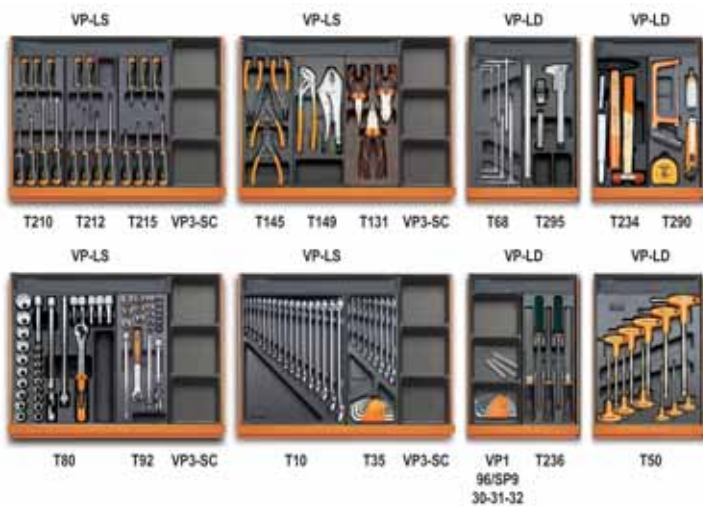 VP-LS VP-LS VP-LD VP-LD
T210 T212 T215 VP3-SC T145 T149 T131 VP3-SC T68 T295 T234 T290
VP-LS VP-LS VP-LD VP-LD
T80 T92 VP3-SC T10 T35 VP3-SC VP1 T236 T50
96/SP9
30-31-32